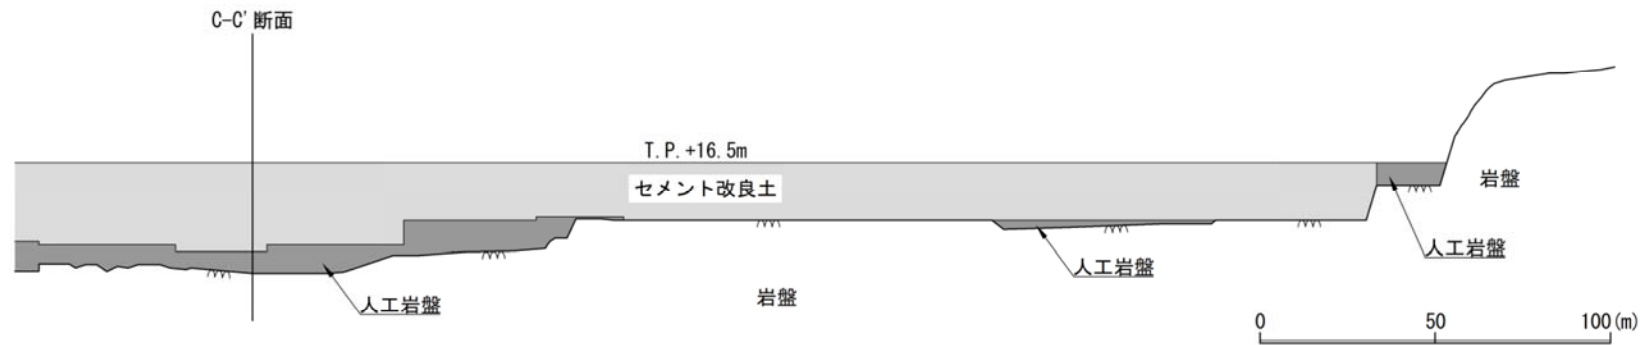 C-C'断面
T.P.+16.5m
セメント改良土
岩盤
人工岩盤
人工岩盤
岩盤
人工岩盤
0 50 100(m)